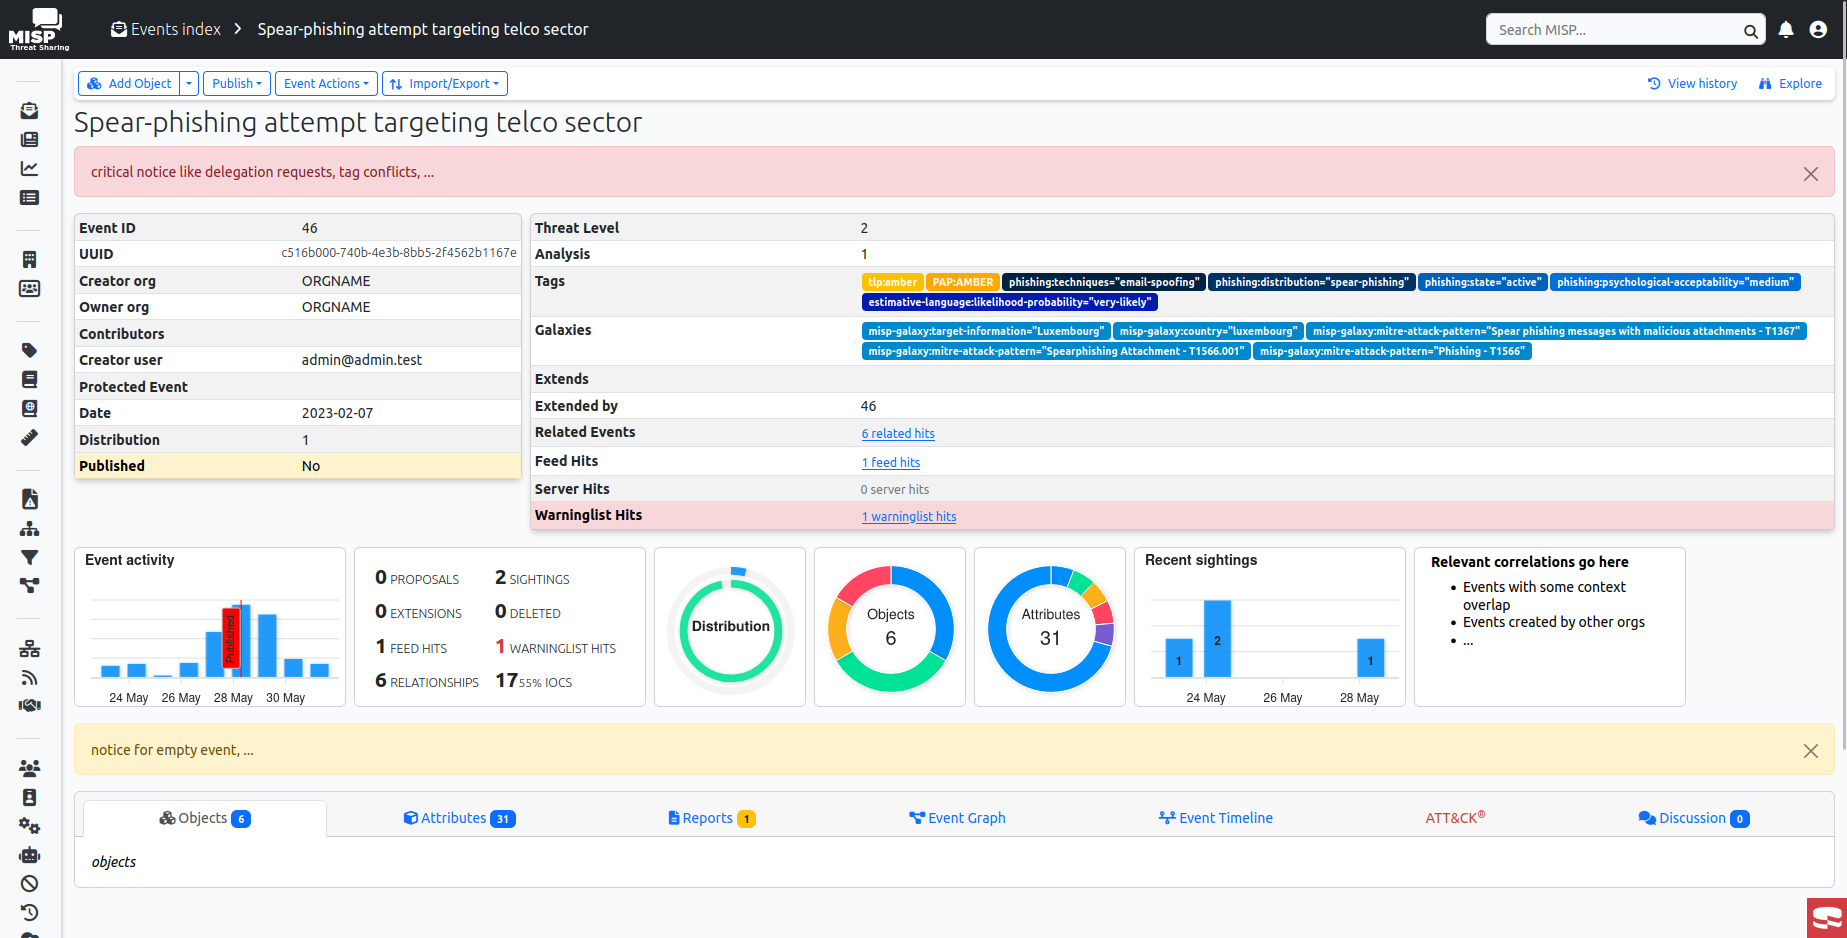 MISP
Threat Sharing
Events index > Spear-phishing attempt targeting telco sector
Search MISP...
Add Object Publish Event Actions Import/Export View history Explore
Spear-phishing attempt targeting telco sector
critical notice like delegation requests, tag conflicts, ...
Event ID 46
UUID c516b000-740b-4e3b-8bb5-2f4562b1167e
Creator org ORGNAME
Owner org ORGNAME
Contributors
Creator user admin@admin.test
Protected Event
Date 2023-02-07
Distribution 1
Published No
Threat Level 2
Analysis 1
Tags tlp:amber PAP:AMBER phishing:techniques="email-spoofing" phishing:distribution="spear-phishing" phishing:state="active" phishing:psychological-acceptability="medium"
estimative-language:likelihood-probability="very-likely"
Galaxies misp-galaxy:target-information="Luxembourg" misp-galaxy:country="luxembourg" misp-galaxy:mitre-attack-pattern="Spear phishing messages with malicious attachments - T1367"
misp-galaxy:mitre-attack-pattern="Spearphishing Attachment - T1566.001" misp-galaxy:mitre-attack-pattern="Phishing - T1566"
Extends
Extended by 46
Related Events 6 related hits
Feed Hits 1 feed hits
Server Hits 0 server hits
Warninglist Hits 1 warninglist hits
Event activity
Published
24 May 26 May 28 May 30 May
0 PROPOSALS 2 SIGHTINGS
0 EXTENSIONS 0 DELETED
1 FEED HITS 1 WARNINGLIST HITS
6 RELATIONSHIPS 17 55% IOCS
Distribution
Objects
6
Attributes
31
Recent sightings
1 2 1
24 May 26 May 28 May
Relevant correlations go here
• Events with some context
overlap
• Events created by other orgs
• ...
notice for empty event, ...
Objects 6 Attributes 31 Reports 1 Event Graph Event Timeline ATT&CK® Discussion 0
objects